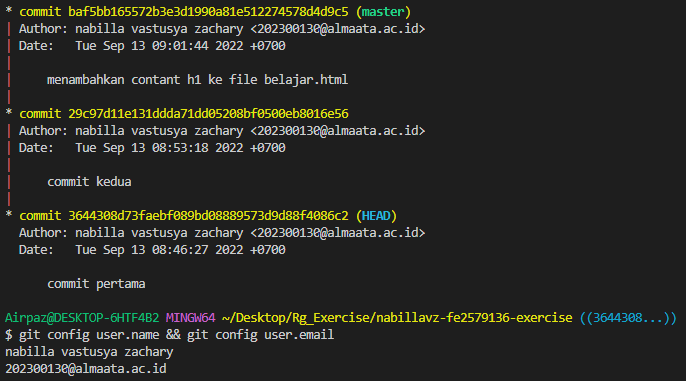 * commit baf5bb165572b3e3d1990a81e512274578d4d9c5 (master)
| Author: nabilla vastusya zachary <202300130@almaata.ac.id>
| Date:   Tue Sep 13 09:01:44 2022 +0700
|
|     menambahkan contant h1 ke file belajar.html
|
* commit 29c97d11e131ddda71dd05208bf0500eb8016e56
| Author: nabilla vastusya zachary <202300130@almaata.ac.id>
| Date:   Tue Sep 13 08:53:18 2022 +0700
|
|     commit kedua
|
* commit 3644308d73faebf089bd08889573d9d88f4086c2 (HEAD)
  Author: nabilla vastusya zachary <202300130@almaata.ac.id>
  Date:   Tue Sep 13 08:46:27 2022 +0700

      commit pertama

Airpaz@DESKTOP-6HTF4B2 MINGW64 ~/Desktop/Rg_Exercise/nabillavz-fe2579136-exercise ((3644308...))
$ git config user.name && git config user.email
nabilla vastusya zachary
202300130@almaata.ac.id